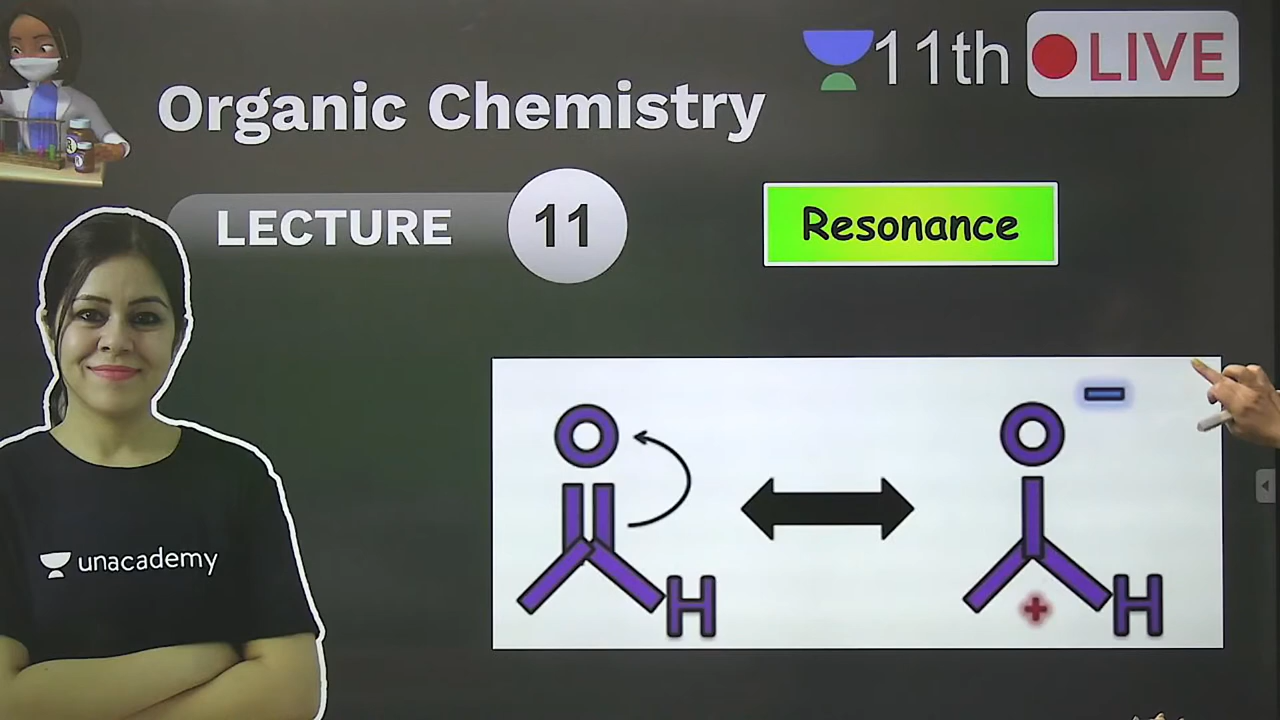 11th LIVE
Organic Chemistry
LECTURE 11
Resonance
O
H
O −
+
H
unacademy